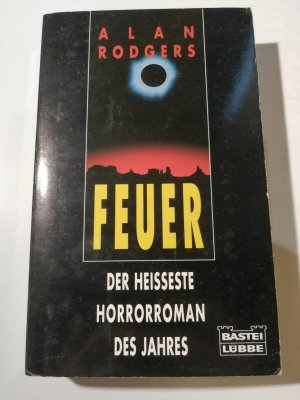 ALAN
RODGERS
FEUER
DER HEISSESTE
HORRORROMAN
DES JAHRES
BASTEI
LÜBBE